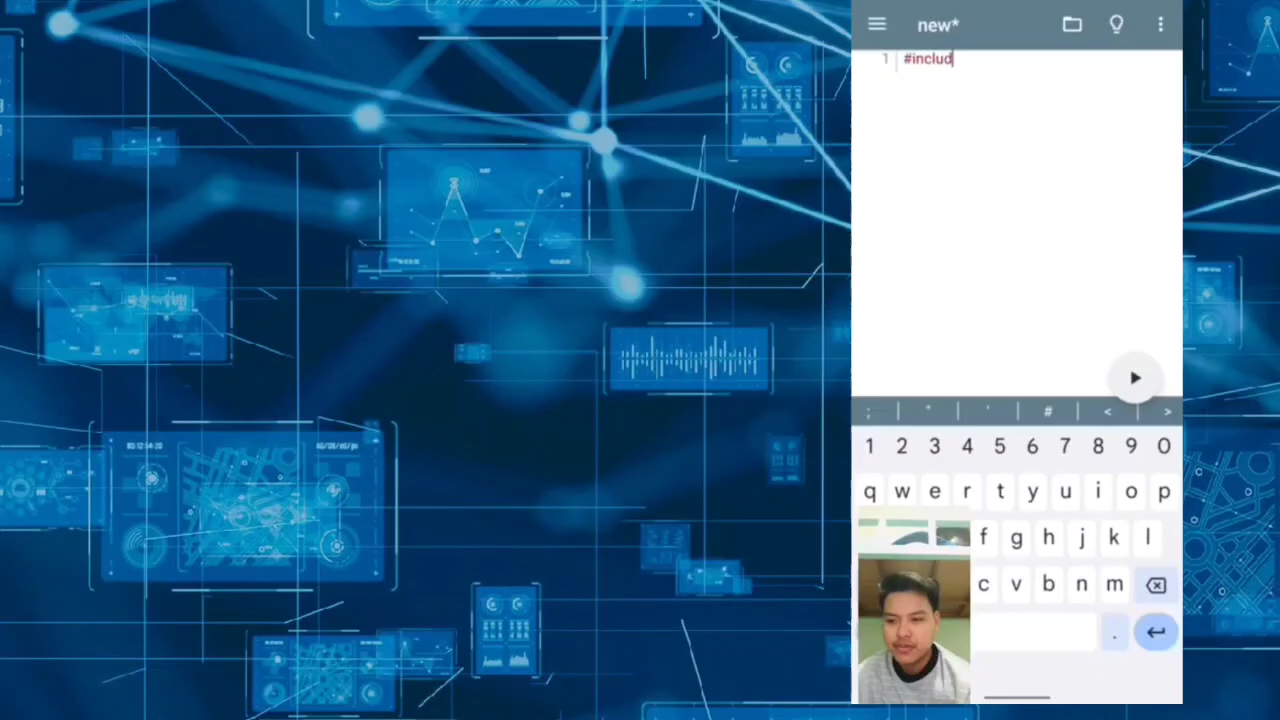 new*
1 #includ
; " ' # < >
1 2 3 4 5 6 7 8 9 0
q w e r t y u i o p
f g h j k l
c v b n m
.